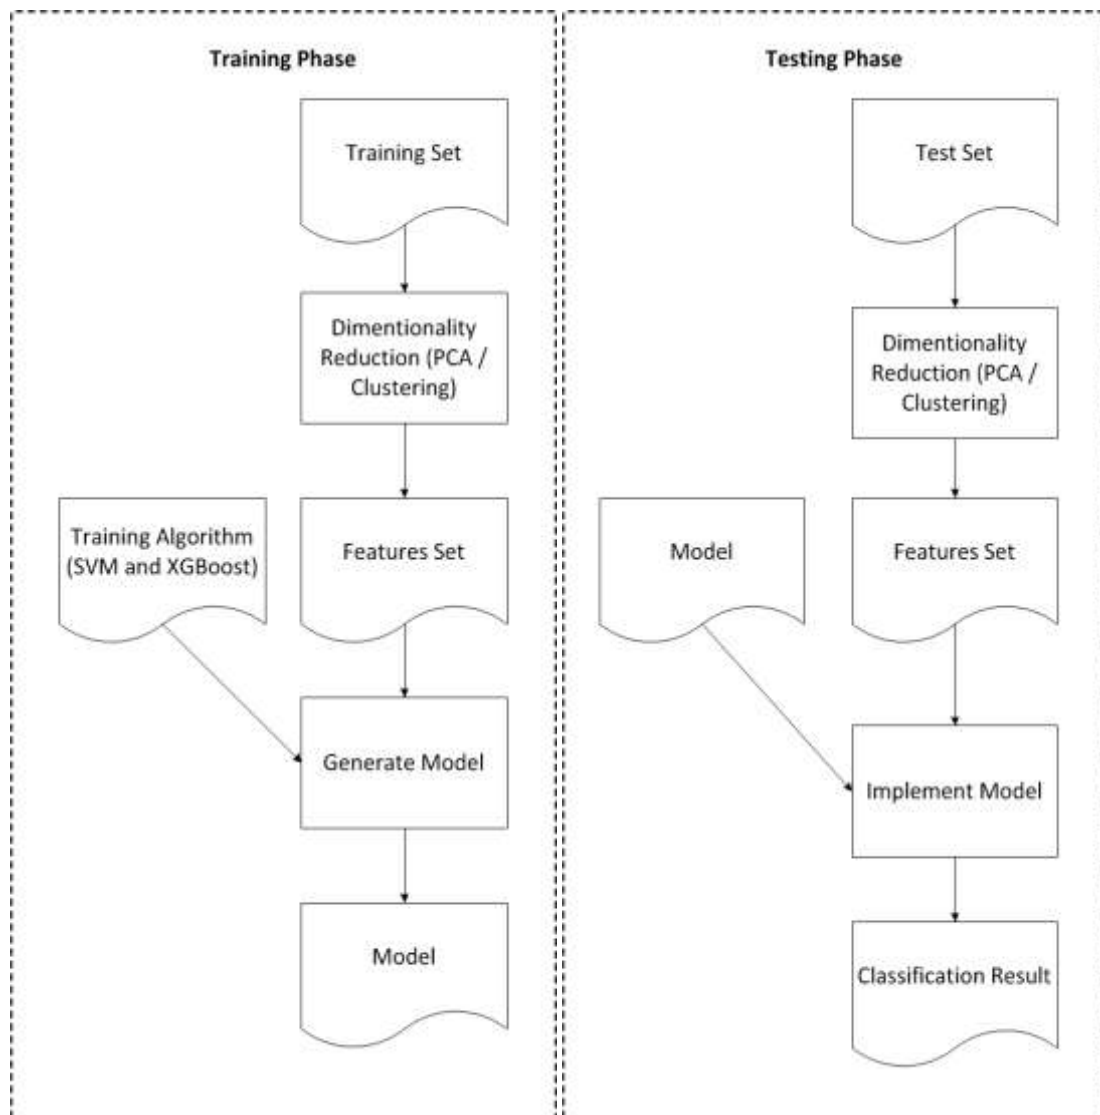 Training Phase
Training Set
Dimentionality
Reduction (PCA /
Clustering)
Training Algorithm
(SVM and XGBoost)
Features Set
Generate Model
Model
Testing Phase
Test Set
Dimentionality
Reduction (PCA /
Clustering)
Model
Features Set
Implement Model
Classification Result